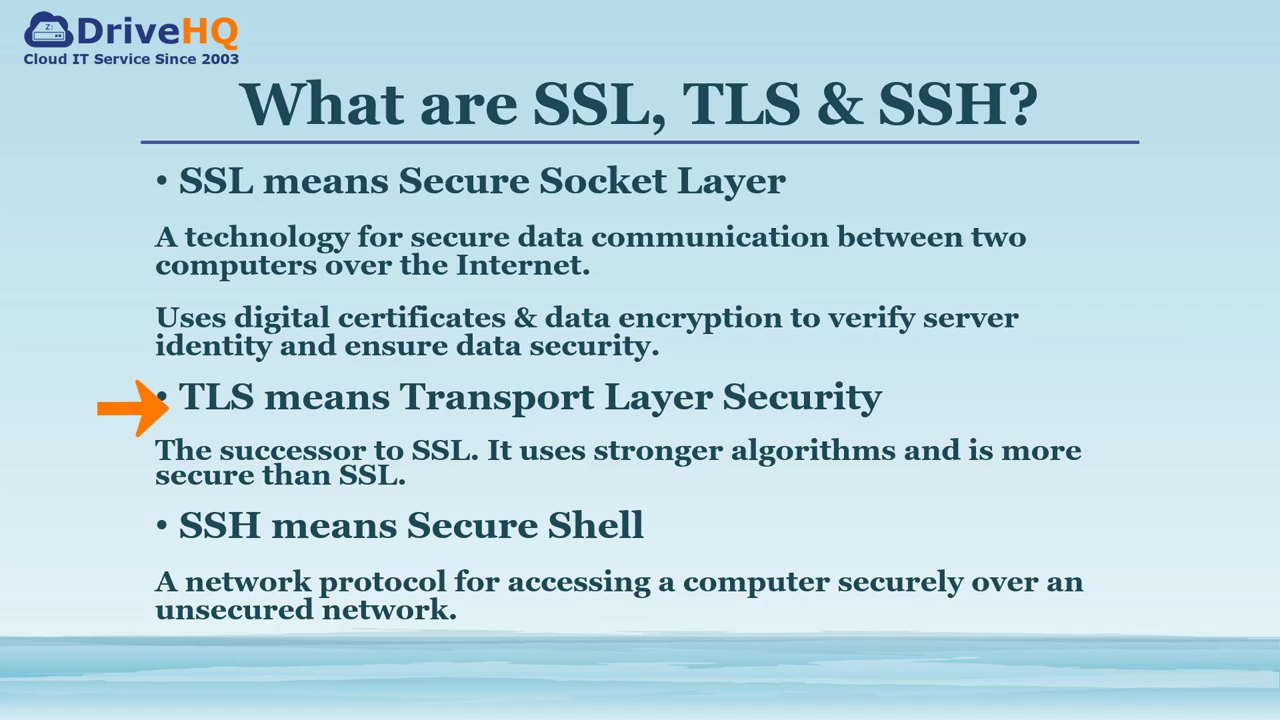 Z:
DriveHQ
Cloud IT Service Since 2003
What are SSL, TLS & SSH?
• SSL means Secure Socket Layer
A technology for secure data communication between two
computers over the Internet.
Uses digital certificates & data encryption to verify server
identity and ensure data security.
• TLS means Transport Layer Security
The successor to SSL. It uses stronger algorithms and is more
secure than SSL.
• SSH means Secure Shell
A network protocol for accessing a computer securely over an
unsecured network.